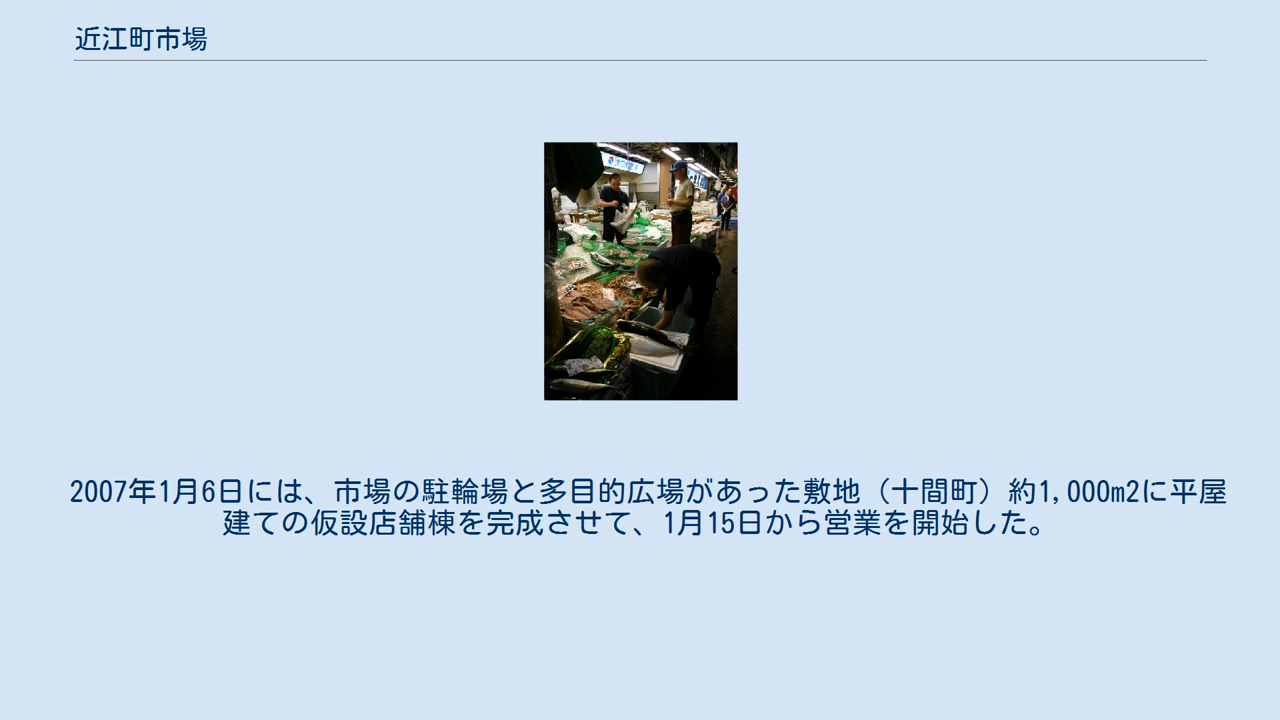 近江町市場
2007年1月6日には、市場の駐輪場と多目的広場があった敷地（十間町）約1,000m2に平屋
建ての仮設店舗棟を完成させて、1月15日から営業を開始した。